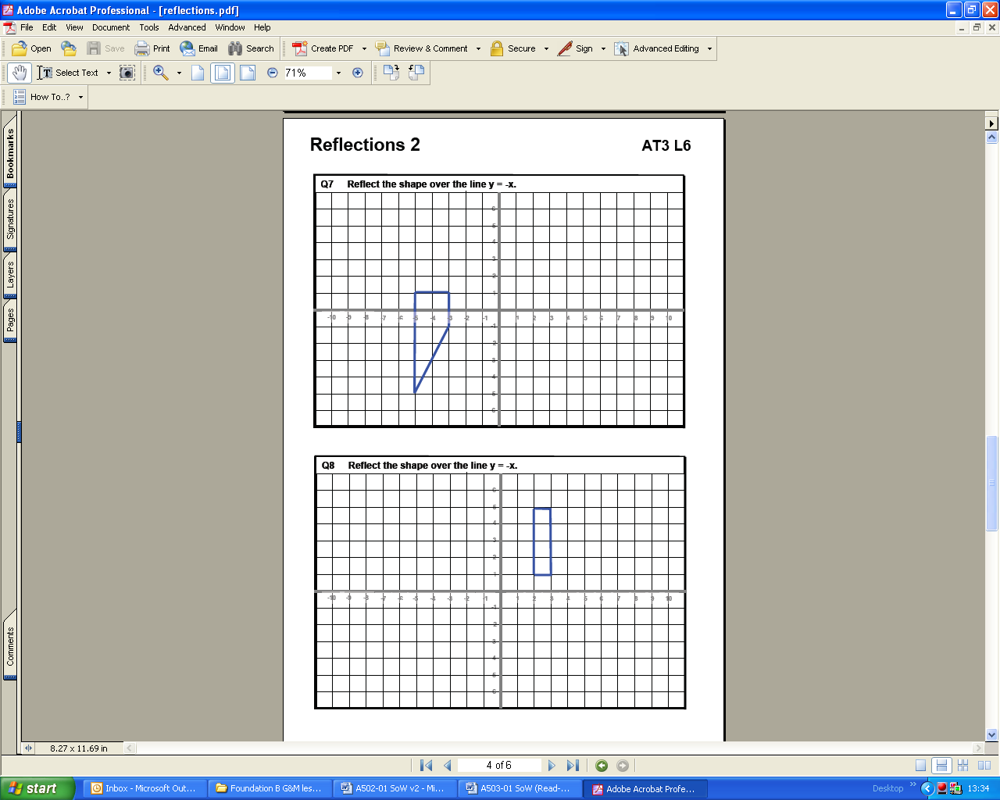 Adobe Acrobat Professional - [reflections.pdf]
File Edit View Document Tools Advanced Window Help
Open Save Print Email Search Create PDF Review & Comment Secure Sign Advanced Editing
Select Text 71%
How To..?
Bookmarks
Signatures
Layers
Pages
Comments
Reflections 2 AT3 L6
Q7 Reflect the shape over the line y = -x.
6
5
4
3
2
1
-10 -9 -8 -7 -6 -5 -4 -3 -2 -1 1 2 3 4 5 6 7 8 9 10
-1
-2
-3
-4
-5
-6
Q8 Reflect the shape over the line y = -x.
6
5
4
3
2
1
-10 -9 -8 -7 -6 -5 -4 -3 -2 -1 1 2 3 4 5 6 7 8 9 10
-1
-2
-3
-4
-5
-6
8.27 x 11.69 in
4 of 6
start Inbox - Microsoft Out... Foundation B G&M les... A502-01 SoW v2 - Mi... A503-01 SoW (Read-... Adobe Acrobat Profe... Desktop » 13:34